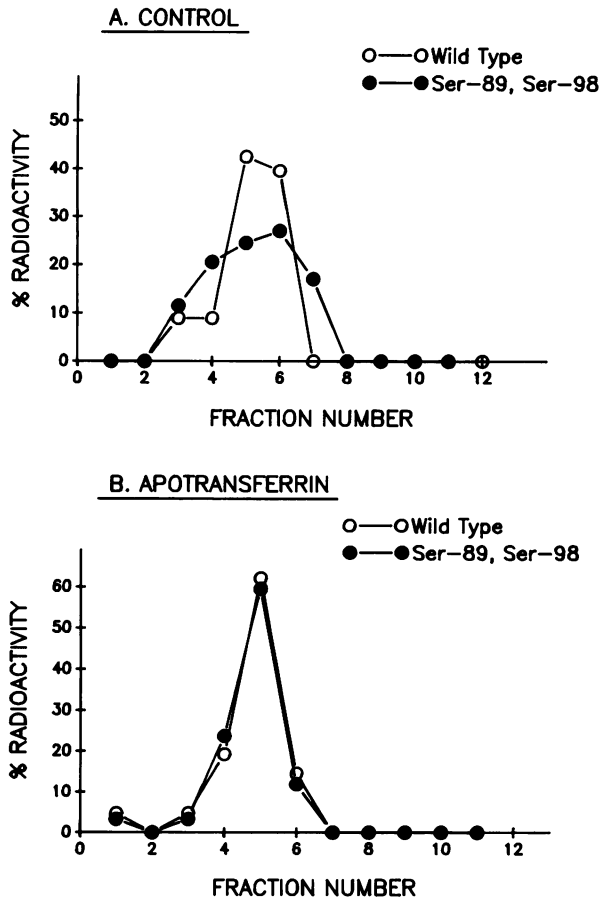 A. CONTROL
Wild Type
Ser-89, Ser-98
% RADIOACTIVITY
50
40
30
20
10
0
0 2 4 6 8 10 12
FRACTION NUMBER
B. APOTRANSFERRIN
Wild Type
Ser-89, Ser-98
% RADIOACTIVITY
60
50
40
30
20
10
0
0 2 4 6 8 10 12
FRACTION NUMBER